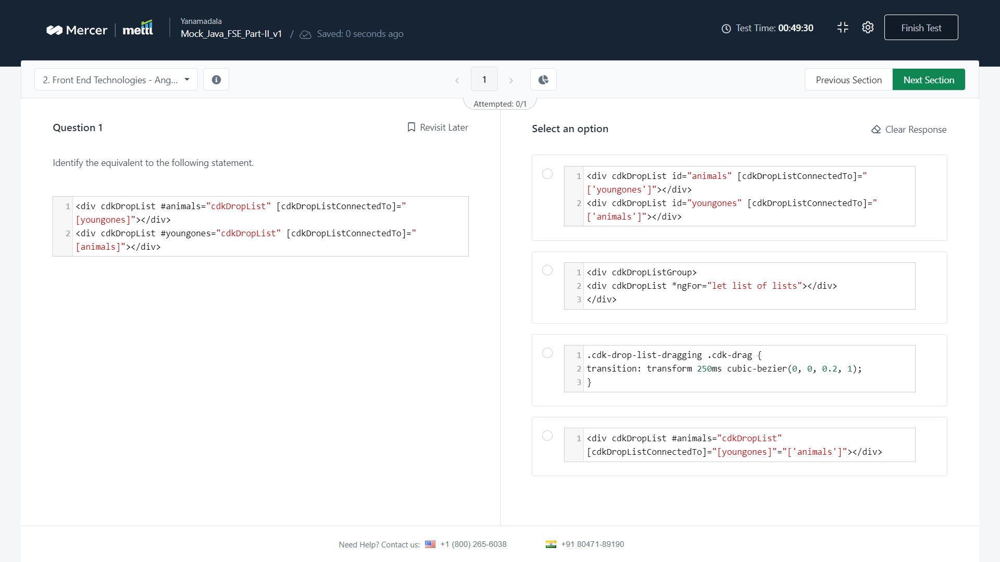 Mercer
mettl
Yanamadala
Mock_Java_FSE_Part-II_v1 / Saved: 0 seconds ago
Test Time: 00:49:30
Finish Test
2. Front End Technologies - Ang...
1
Previous Section
Next Section
Attempted: 0/1
Question 1
Revisit Later
Identify the equivalent to the following statement.
1 <div cdkDropList #animals="cdkDropList" [cdkDropListConnectedTo]="
[youngones]"></div>
2 <div cdkDropList #youngones="cdkDropList" [cdkDropListConnectedTo]="
[animals]"></div>
Select an option
Clear Response
1 <div cdkDropList id="animals" [cdkDropListConnectedTo]="
['youngones']"></div>
2 <div cdkDropList id="youngones" [cdkDropListConnectedTo]="
['animals']"></div>
1 <div cdkDropListGroup>
2 <div cdkDropList *ngFor="let list of lists"></div>
3 </div>
1 .cdk-drop-list-dragging .cdk-drag {
2 transition: transform 250ms cubic-bezier(0, 0, 0.2, 1);
3 }
1 <div cdkDropList #animals="cdkDropList"
[cdkDropListConnectedTo]="[youngones]"="['animals']"></div>
Need Help? Contact us: +1 (800) 265-6038 +91 80471-89190